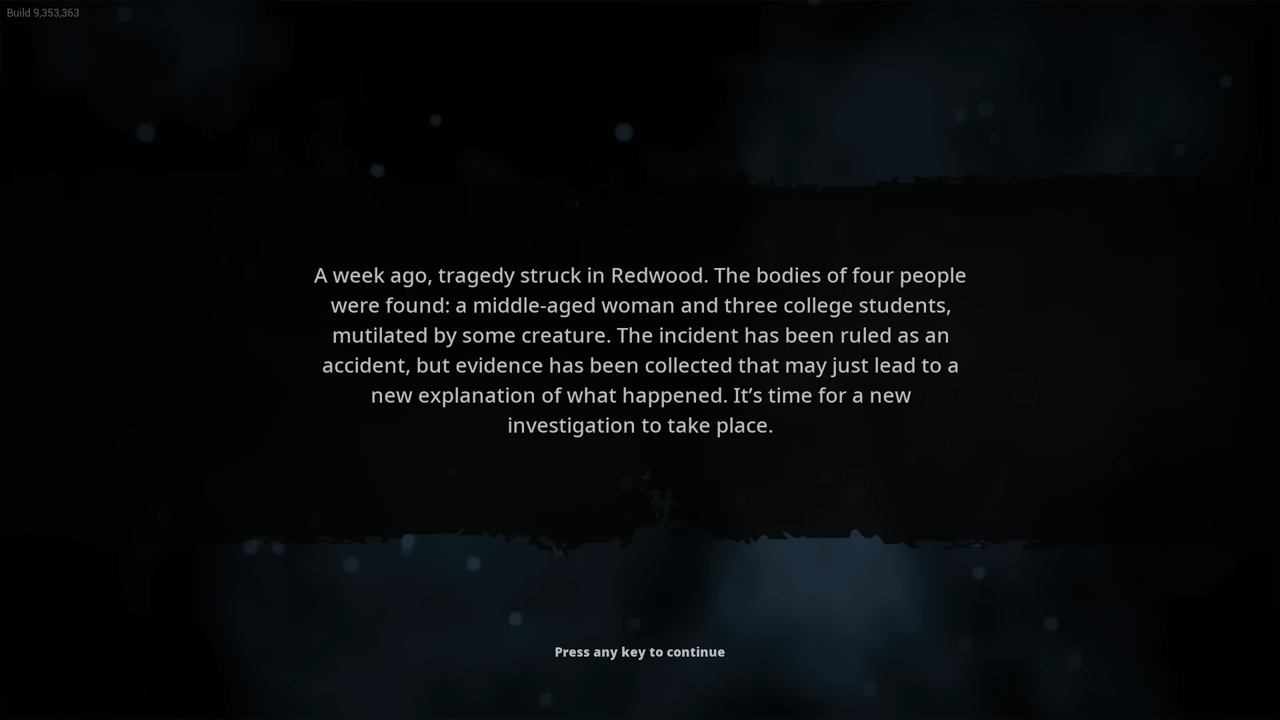 Build 9,353,363
A week ago, tragedy struck in Redwood. The bodies of four people
were found: a middle-aged woman and three college students,
mutilated by some creature. The incident has been ruled as an
accident, but evidence has been collected that may just lead to a
new explanation of what happened. It’s time for a new
investigation to take place.
Press any key to continue